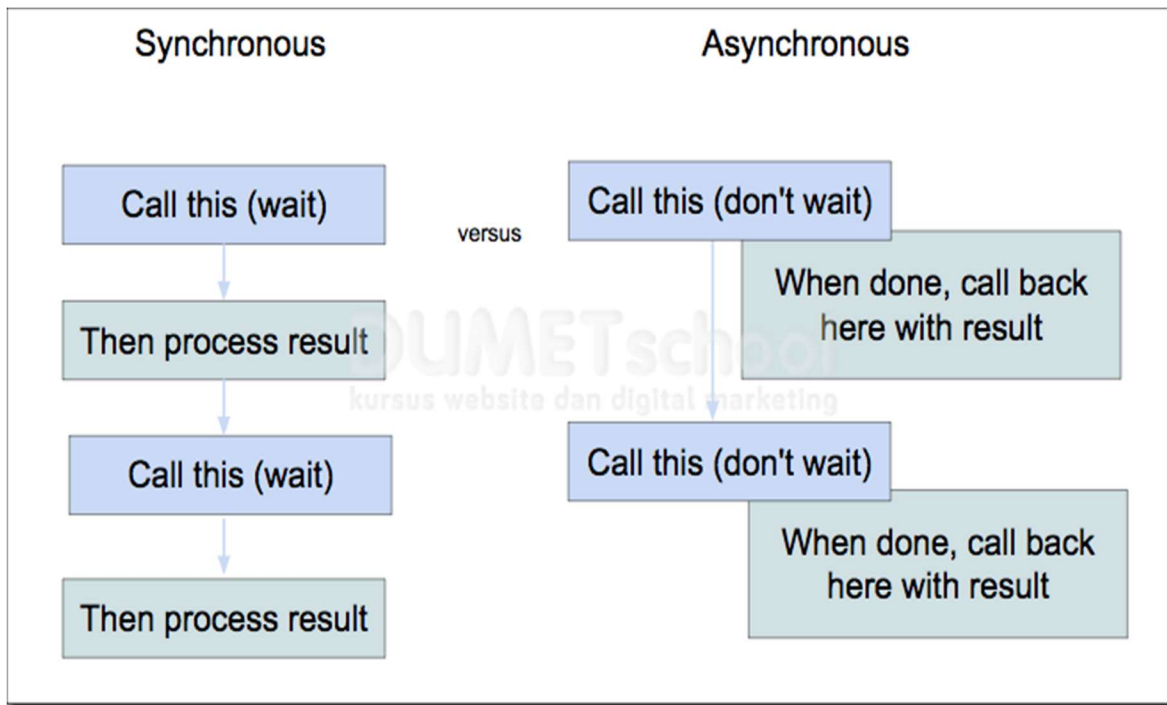 Synchronous
Asynchronous
Call this (wait)
Then process result
Call this (wait)
Then process result
versus
Call this (don't wait)
When done, call back
here with result
Call this (don't wait)
When done, call back
here with result
DUMETschool
kursus website dan digital marketing